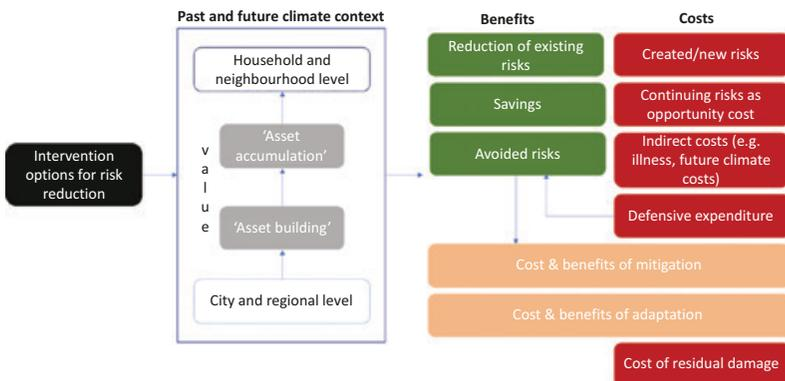 Past and future climate context
Benefits
Costs
Household and
neighbourhood level
'Asset
accumulation'
'Asset building'
City and regional level
value
Intervention
options for risk
reduction
Reduction of existing
risks
Savings
Avoided risks
Created/new risks
Continuing risks as
opportunity cost
Indirect costs (e.g.
illness, future climate
costs)
Defensive expenditure
Cost & benefits of mitigation
Cost & benefits of adaptation
Cost of residual damage